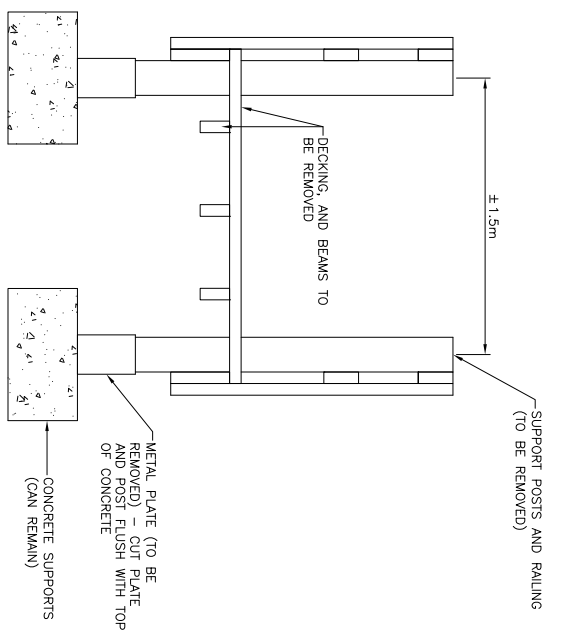 SUPPORT POSTS AND RAILING
(TO BE REMOVED)
±1.5m
DECKING, AND BEAMS TO
BE REMOVED
METAL PLATE (TO BE
REMOVED) – CUT PLATE
AND POST FLUSH WITH TOP
OF CONCRETE
CONCRETE SUPPORTS
(CAN REMAIN)